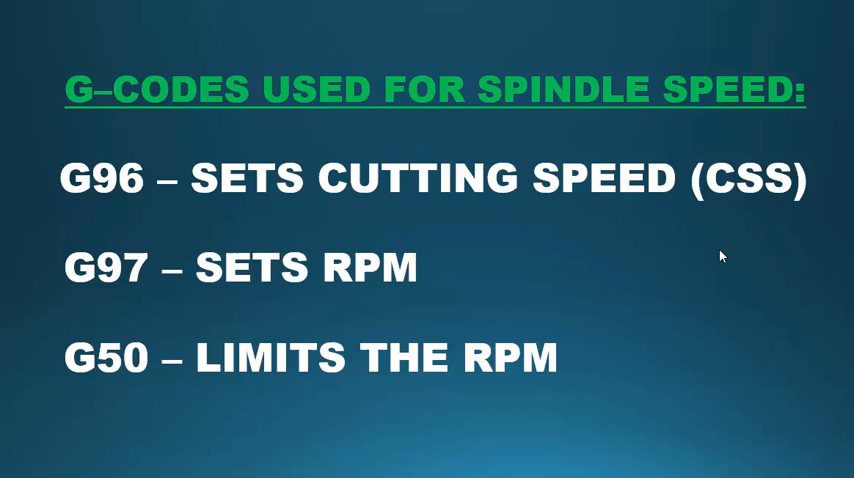 G–CODES USED FOR SPINDLE SPEED:
G96 – SETS CUTTING SPEED (CSS)
G97 – SETS RPM
G50 – LIMITS THE RPM